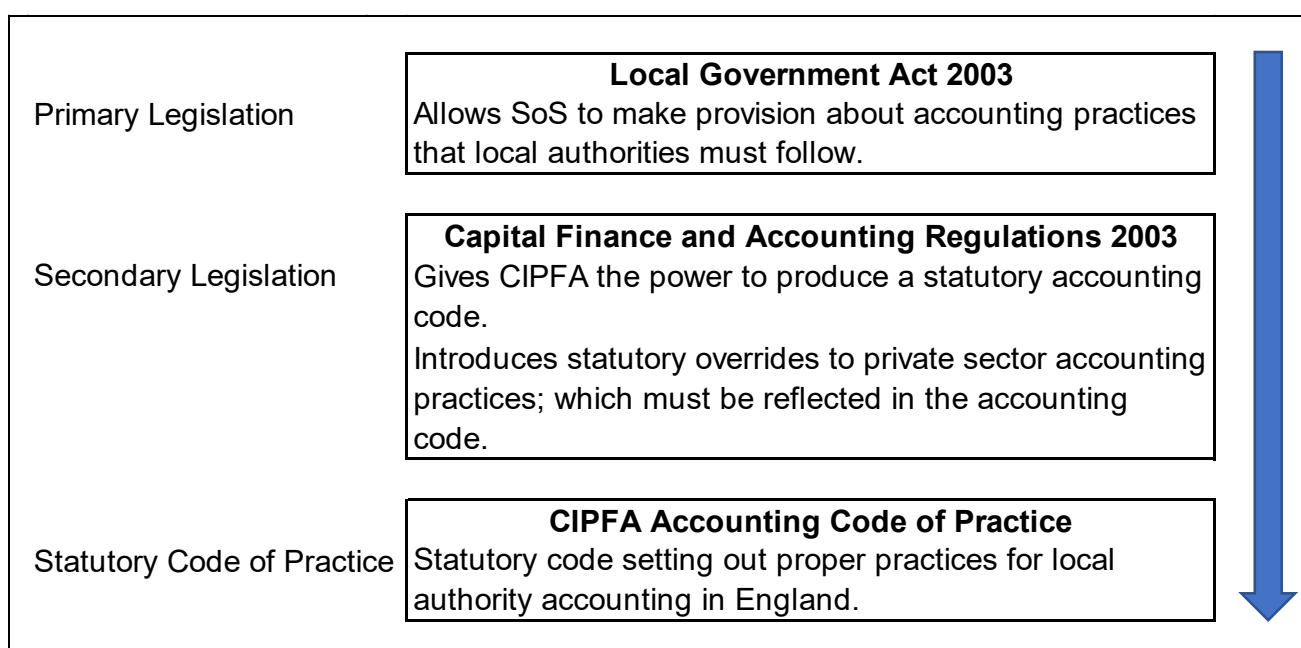 Local Government Act 2003
Primary Legislation
Allows SoS to make provision about accounting practices
that local authorities must follow.
Capital Finance and Accounting Regulations 2003
Secondary Legislation
Gives CIPFA the power to produce a statutory accounting
code.
Introduces statutory overrides to private sector accounting
practices; which must be reflected in the accounting
code.
CIPFA Accounting Code of Practice
Statutory Code of Practice
Statutory code setting out proper practices for local
authority accounting in England.